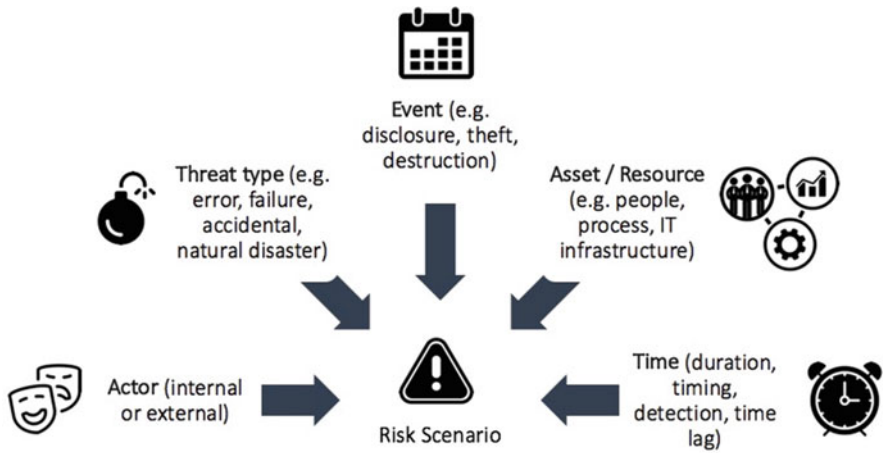 Event (e.g.
disclosure, theft,
destruction)
Threat type (e.g.
error, failure,
accidental,
natural disaster)
Asset / Resource
(e.g. people,
process, IT
infrastructure)
Actor (internal
or external)
Time (duration,
timing,
detection, time
lag)
Risk Scenario